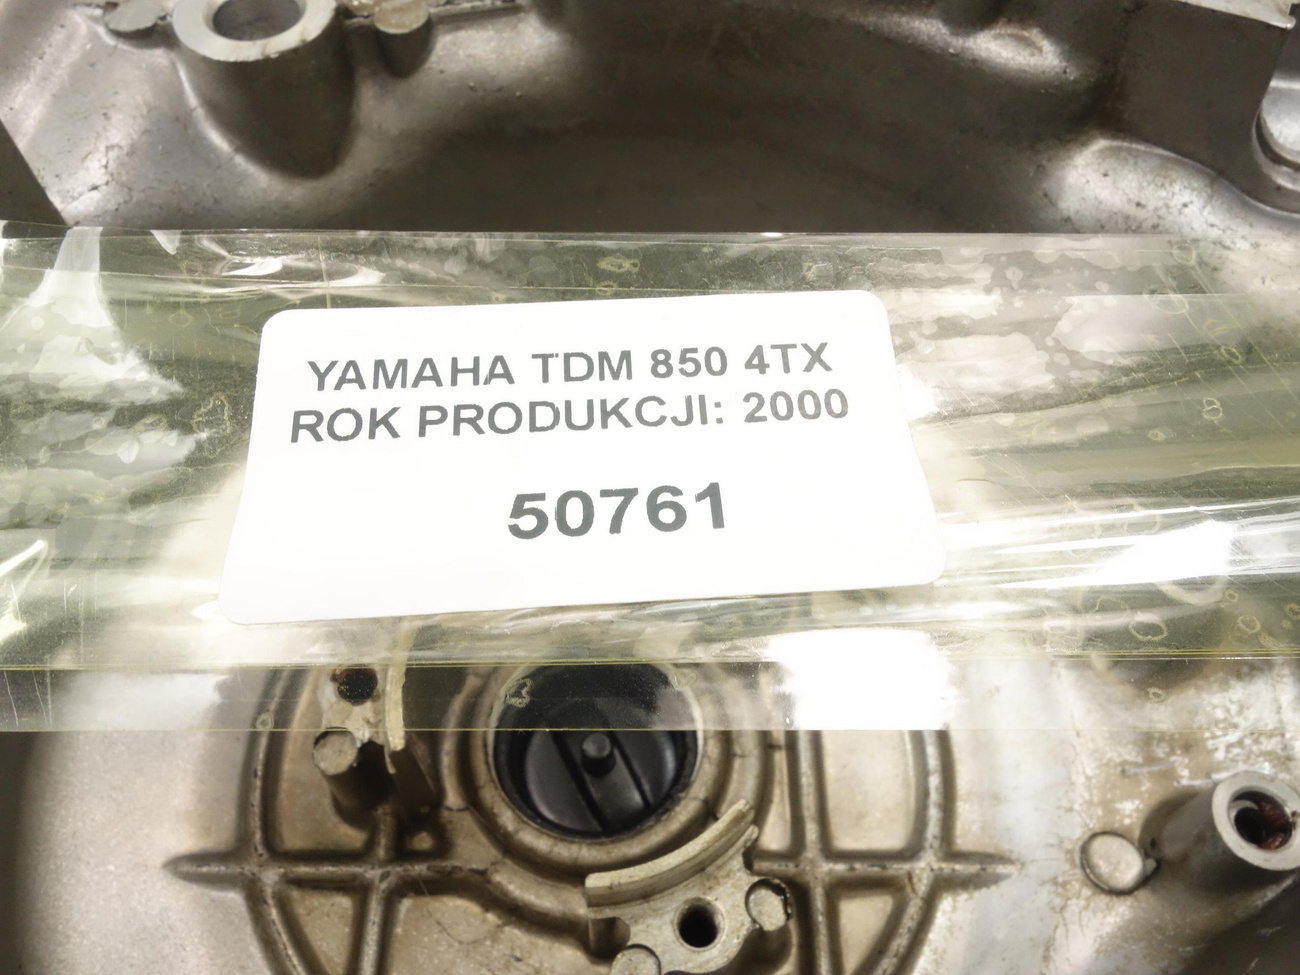 YAMAHA TDM 850 4TX
ROK PRODUKCJI: 2000
50761